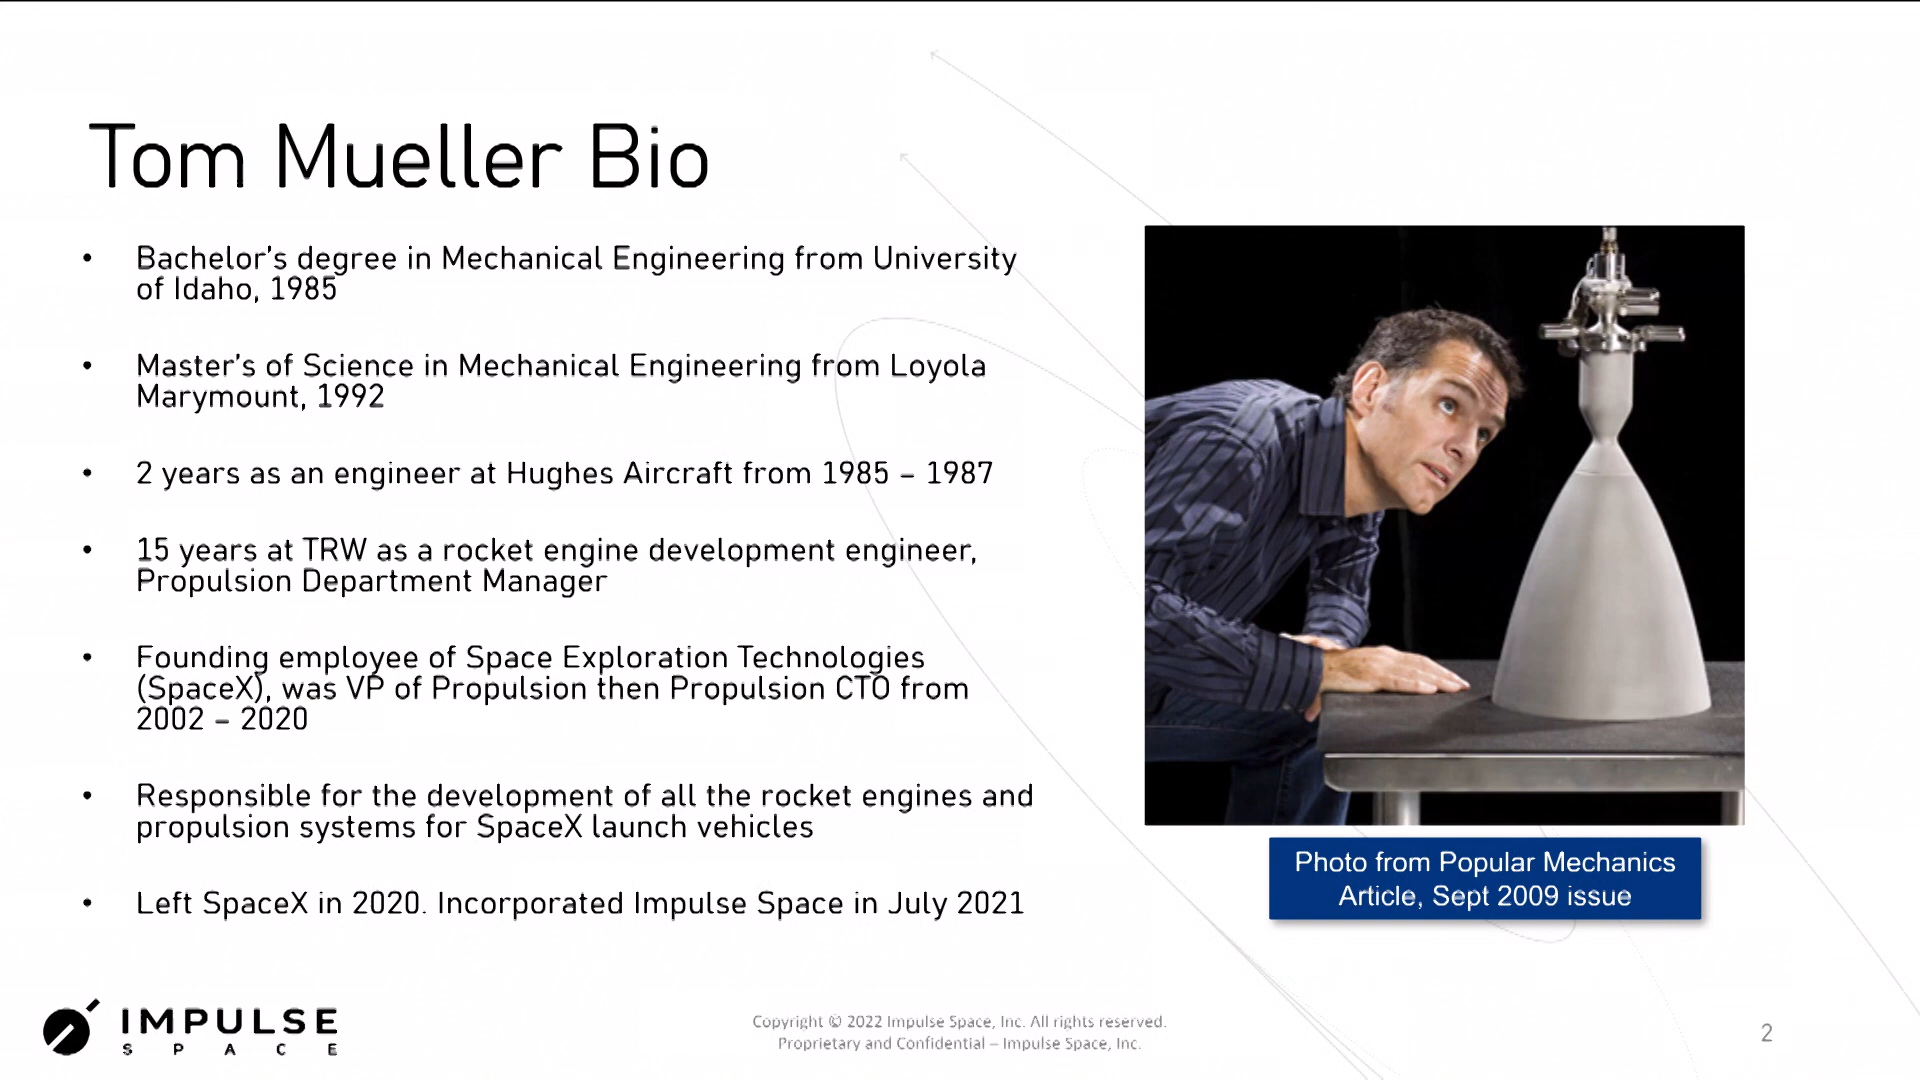 Tom Mueller Bio
• Bachelor’s degree in Mechanical Engineering from University
of Idaho, 1985
• Master’s of Science in Mechanical Engineering from Loyola
Marymount, 1992
• 2 years as an engineer at Hughes Aircraft from 1985 – 1987
• 15 years at TRW as a rocket engine development engineer,
Propulsion Department Manager
• Founding employee of Space Exploration Technologies
(SpaceX), was VP of Propulsion then Propulsion CTO from
2002 – 2020
• Responsible for the development of all the rocket engines and
propulsion systems for SpaceX launch vehicles
• Left SpaceX in 2020. Incorporated Impulse Space in July 2021
Photo from Popular Mechanics
Article, Sept 2009 issue
IMPULSE
SPACE
Copyright © 2022 Impulse Space, Inc. All rights reserved.
Proprietary and Confidential – Impulse Space, Inc.
2